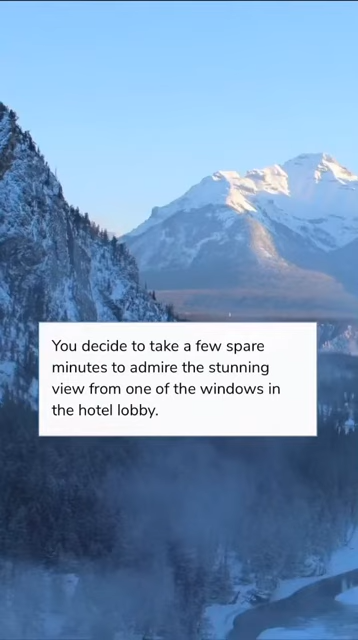 You decide to take a few spare
minutes to admire the stunning
view from one of the windows in
the hotel lobby.